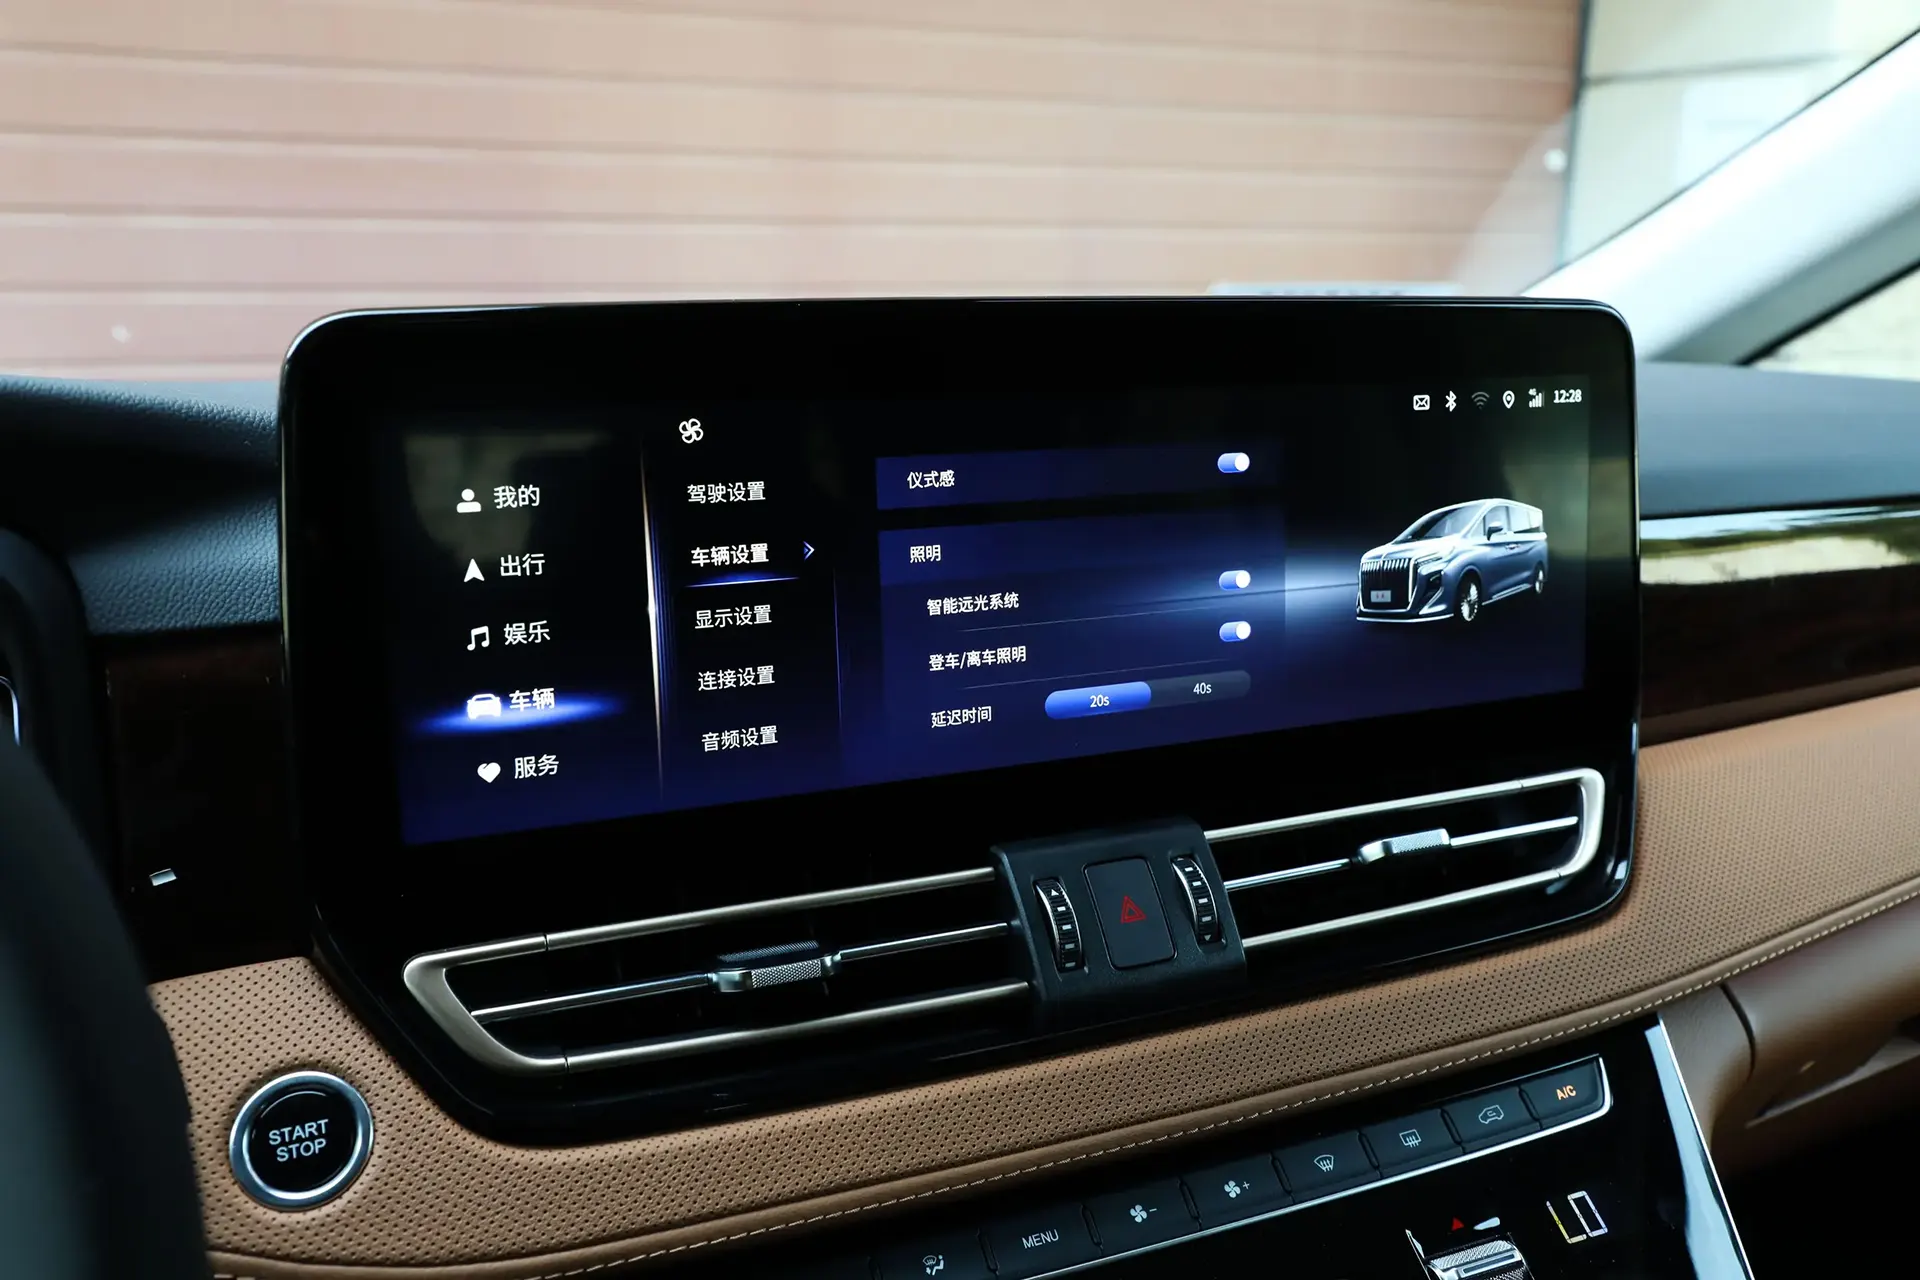 12:28
我的
出行
娱乐
车辆
服务
驾驶设置
车辆设置
显示设置
连接设置
音频设置
仪式感
照明
智能远光系统
登车/离车照明
延迟时间
20s
40s
START
STOP
MENU
A/C